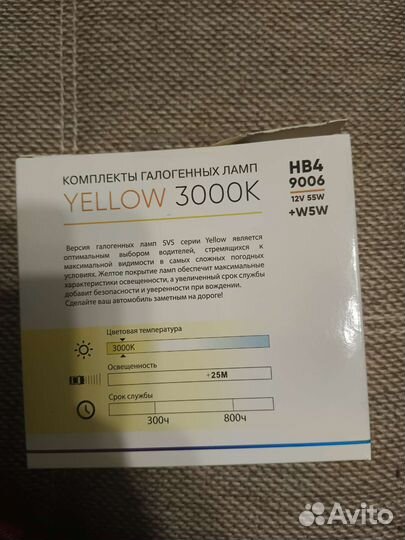 КОМПЛЕКТЫ ГАЛОГЕННЫХ ЛАМП
YELLOW 3000K
HB4
9006
12V 55W
+W5W
Версия галогенных ламп SVS серии Yellow является
оптимальным выбором водителей, стремящихся к
максимальной видимости в самых сложных погодных
условиях. Желтое покрытие ламп обеспечит максимальные
характеристики освещенности, а увеличенный срок службы
добавит безопасности и уверенности при вождении.
Сделайте ваш автомобиль заметным на дороге!
Цветовая температура
3000K
Освещенность
+25М
Срок службы
300ч
800ч
Avito